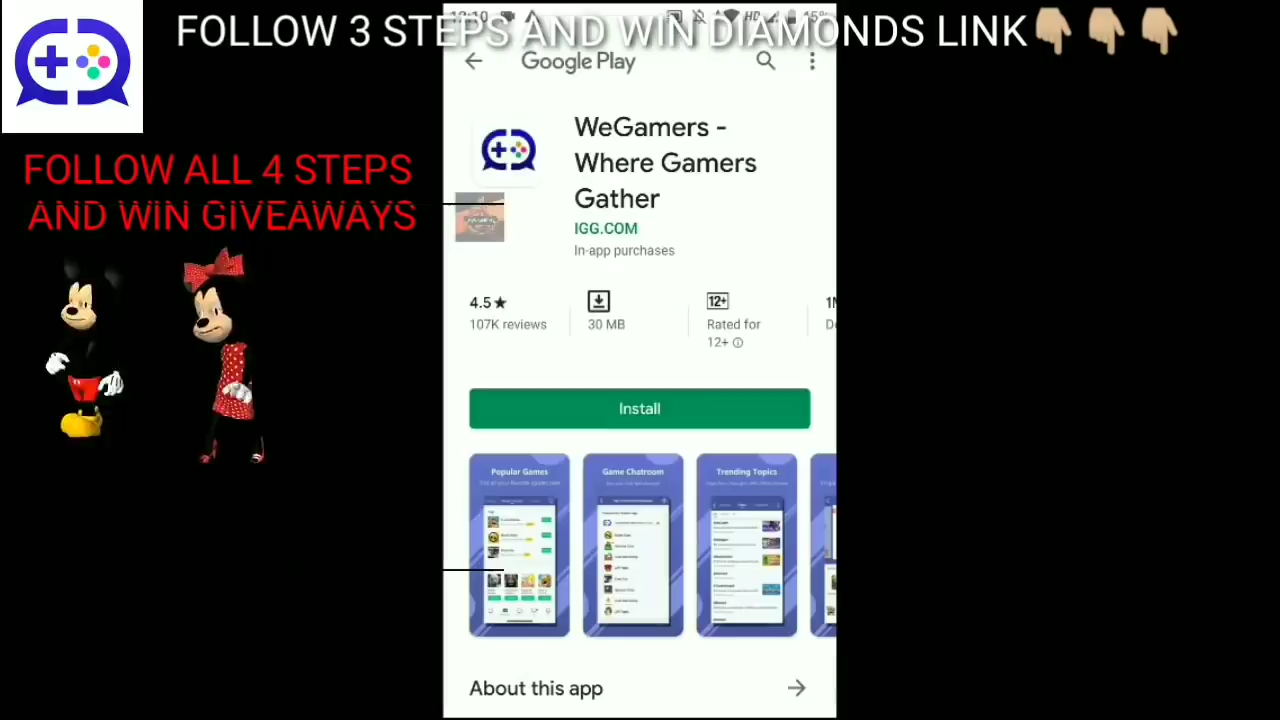 FOLLOW 3 STEPS AND WIN DIAMONDS LINK👇🏼👇🏼👇🏼
Google Play
FOLLOW ALL 4 STEPS
AND WIN GIVEAWAYS
WeGamers -
Where Gamers
Gather
IGG.COM
In-app purchases
4.5★
12+
107K reviews
30 MB
Rated for
12+
Install
Popular Games
Game Chatroom
Trending Topics
About this app